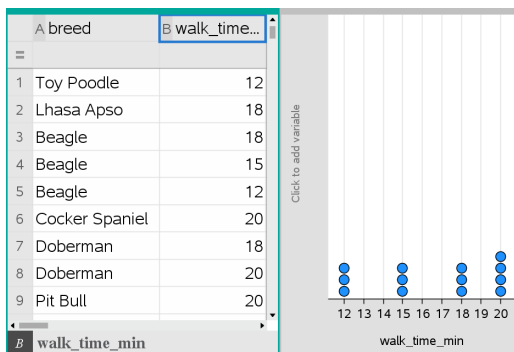 A breed B walk_time...
=
1 Toy Poodle 12
2 Lhasa Apso 18
3 Beagle 18
4 Beagle 15
5 Beagle 12
6 Cocker Spaniel 20
7 Doberman 18
8 Doberman 20
9 Pit Bull 20
B walk_time_min
Click to add variable
12 13 14 15 16 17 18 19 20
walk_time_min